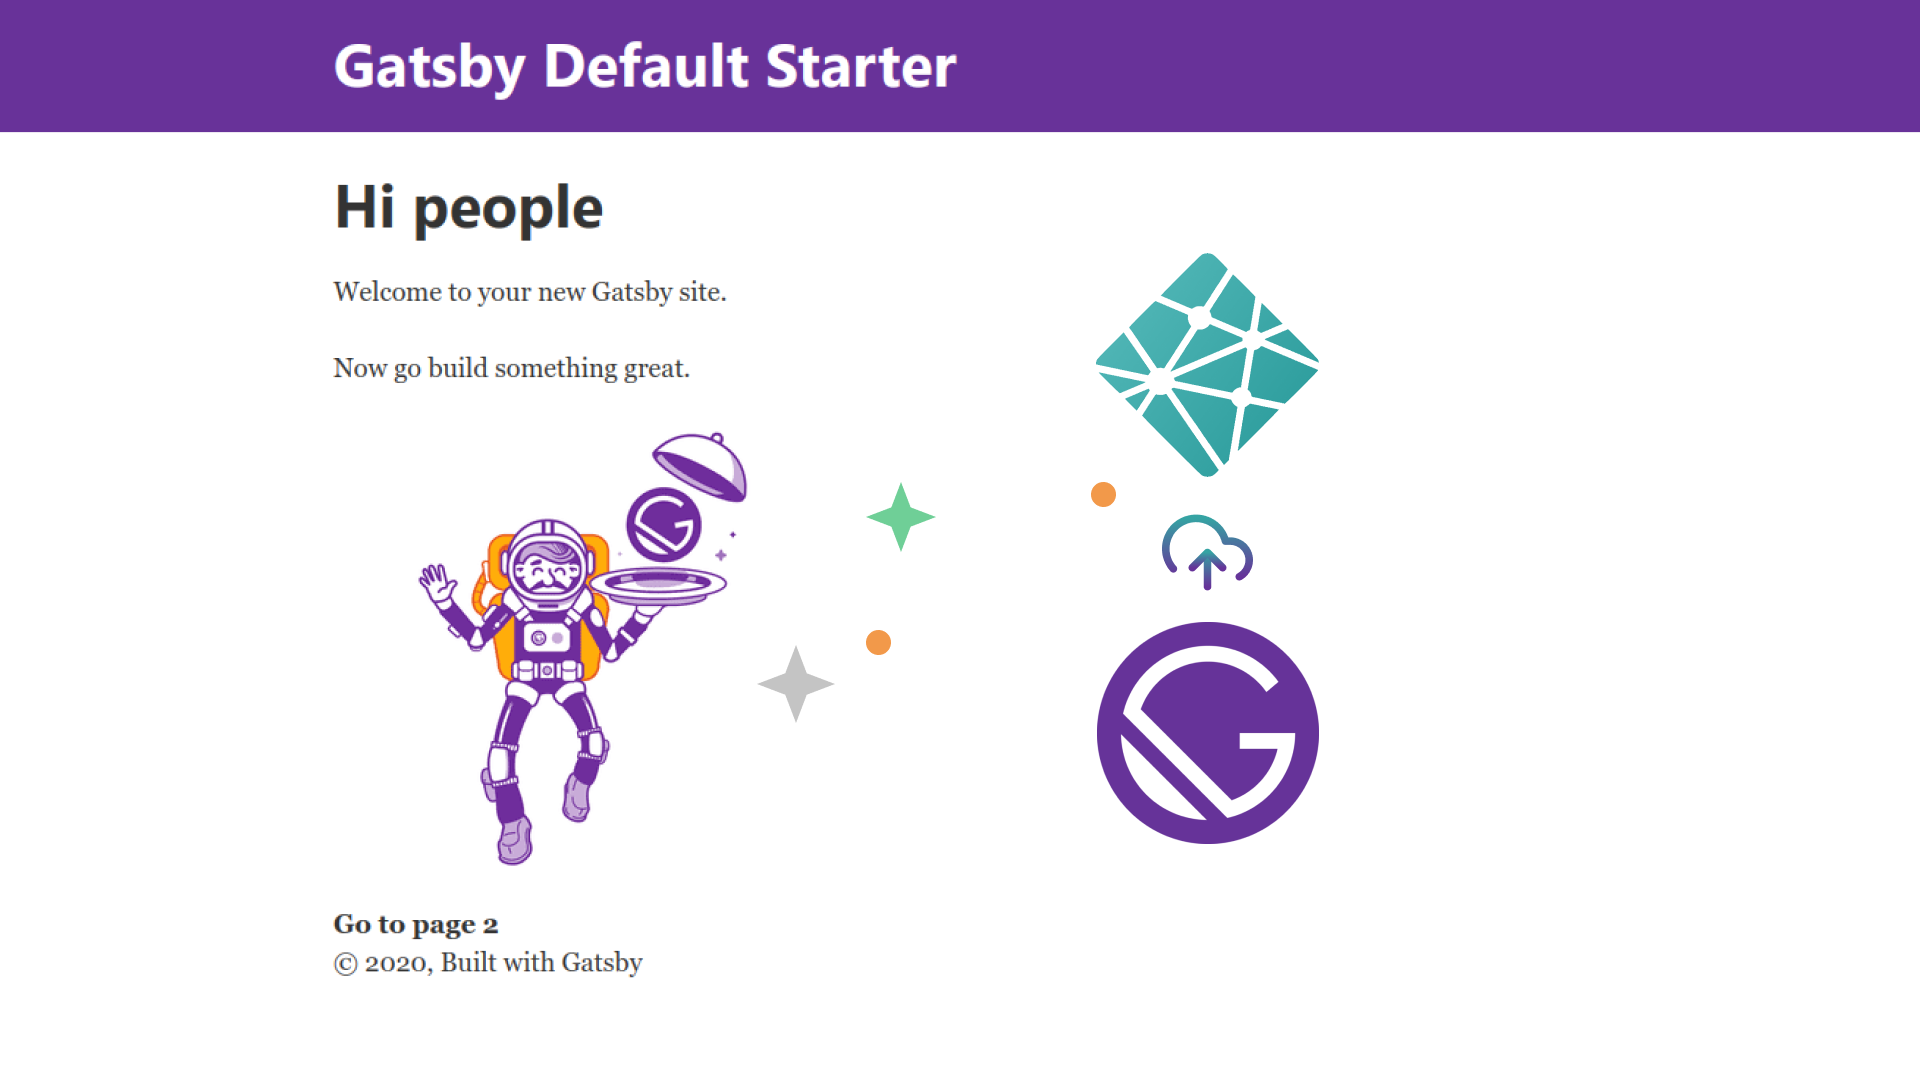 Gatsby Default Starter
Hi people
Welcome to your new Gatsby site.
Now go build something great.
Go to page 2
© 2020, Built with Gatsby